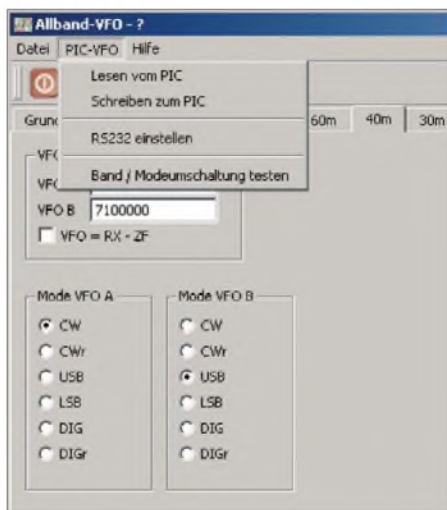 Allband-VFO - ?
Datei PIC-VFO Hilfe
Lesen vom PIC
Schreiben zum PIC
RS232 einstellen
Band / Modeumschaltung testen
60m 40m 30m
VFO B 7100000
VFO = RX - ZF
Mode VFO A Mode VFO B
CW CW
CWr CWr
USB USB
LSB LSB
DIG DIG
DIGr DIGr